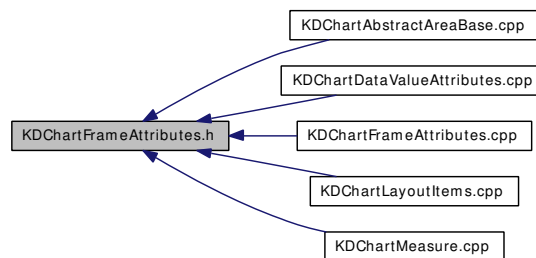 KDChartAbstractAreaBase.cpp
KDChartDataValueAttributes.cpp
KDChartFrameAttributes.h
KDChartFrameAttributes.cpp
KDChartLayoutItems.cpp
KDChartMeasure.cpp